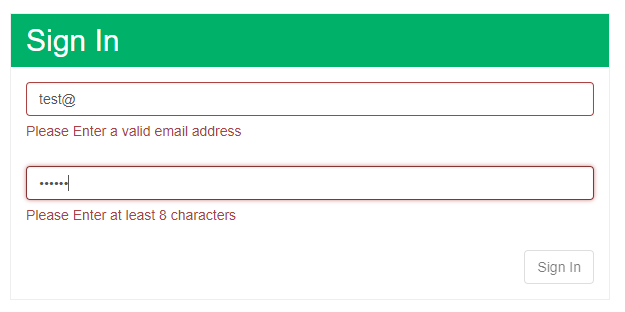 Sign In
test@
Please Enter a valid email address
••••••
Please Enter at least 8 characters
Sign In